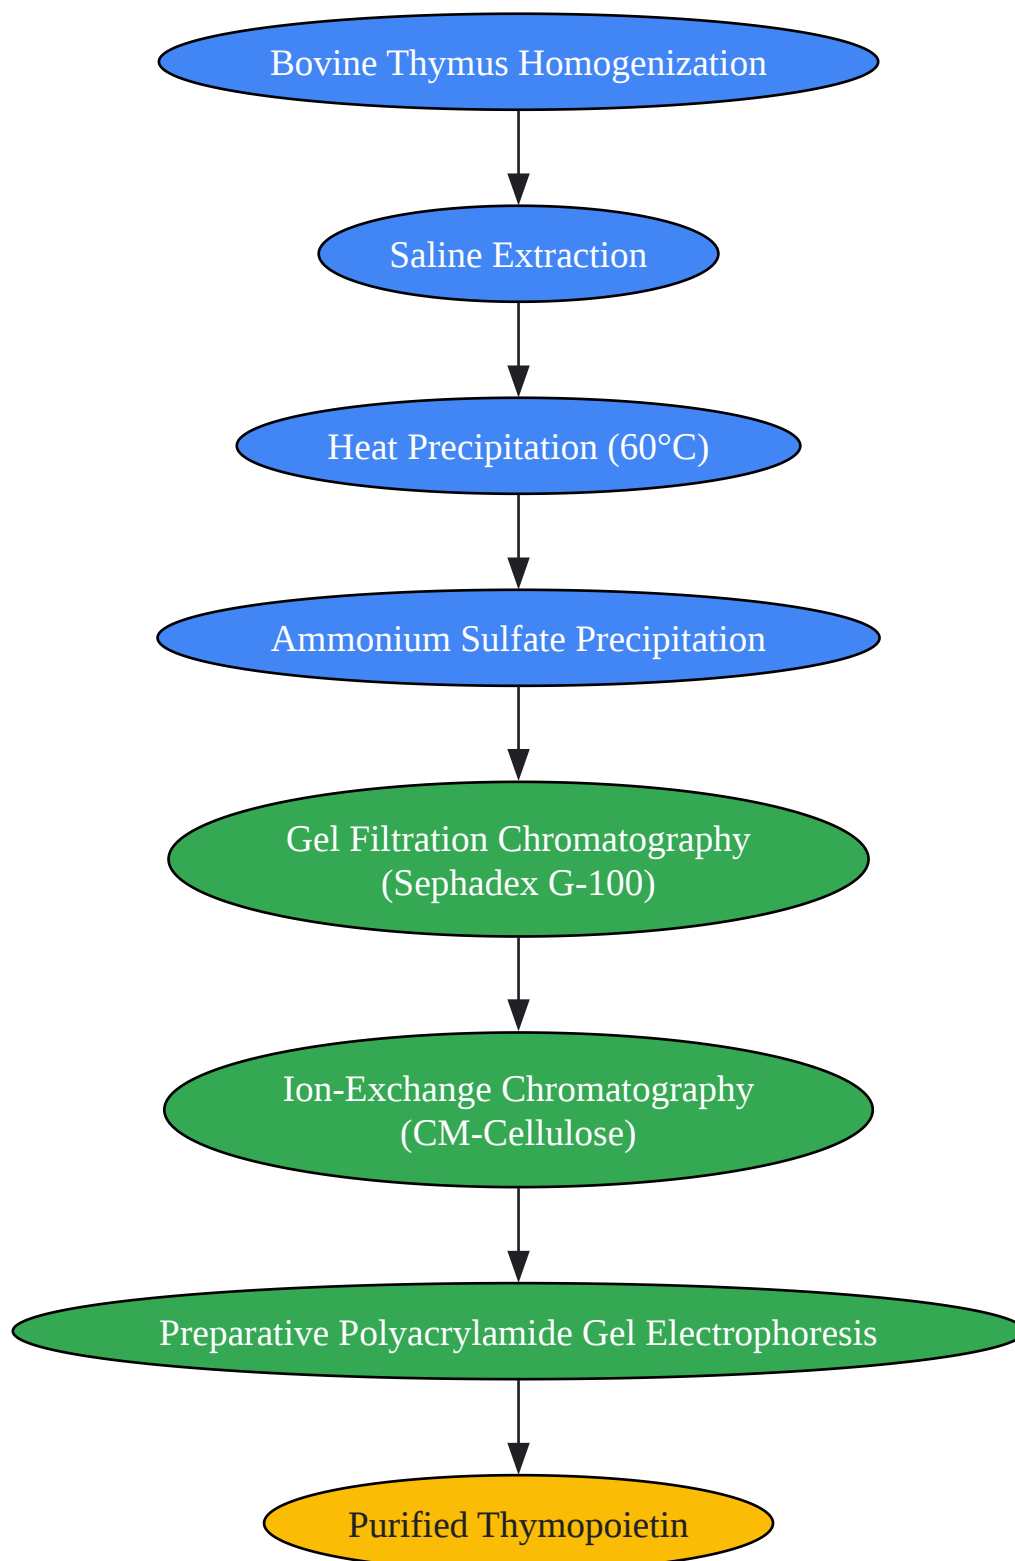 Bovine Thymus Homogenization
Saline Extraction
Heat Precipitation (60°C)
Ammonium Sulfate Precipitation
Gel Filtration Chromatography
(Sephadex G-100)
Ion-Exchange Chromatography
(CM-Cellulose)
Preparative Polyacrylamide Gel Electrophoresis
Purified Thymopoietin